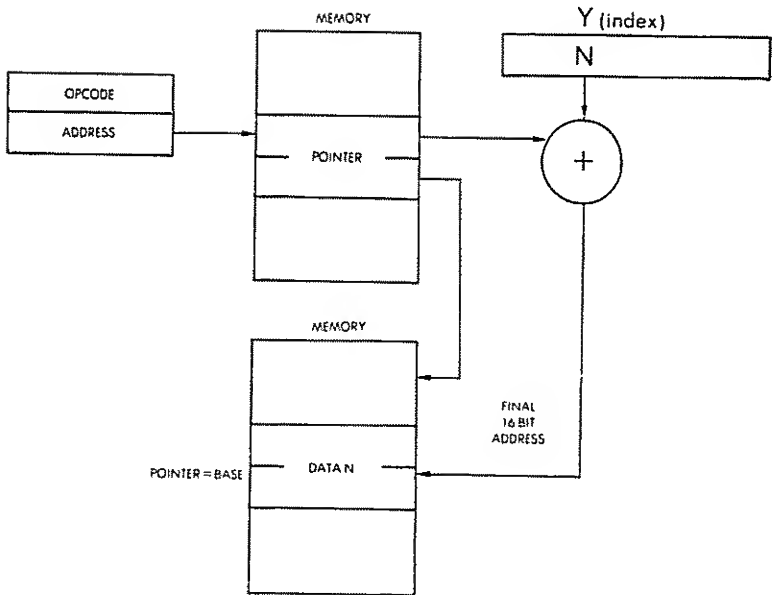 MEMORY
Y (index)
N
OPCODE
ADDRESS
POINTER
+
MEMORY
FINAL
16 BIT
ADDRESS
POINTER = BASE
DATA N